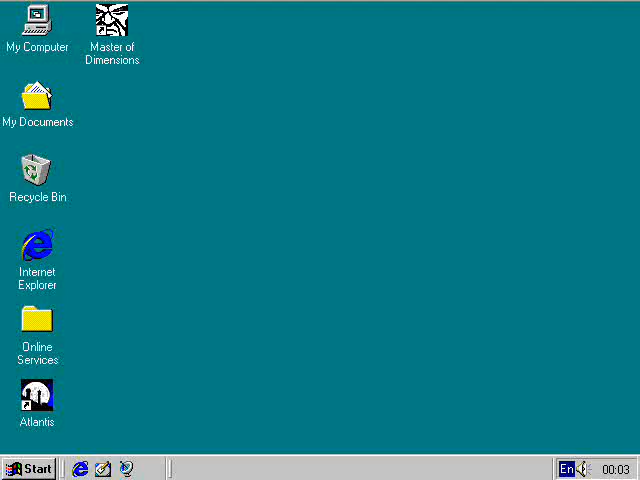 My Computer
Master of
Dimensions
My Documents
Recycle Bin
Internet
Explorer
Online
Services
Atlantis
Start
En
00:03